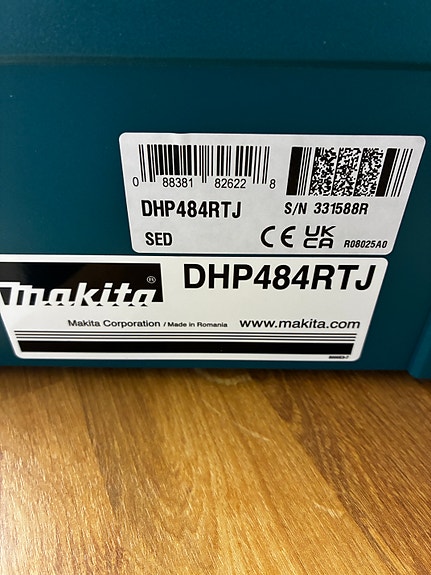 0 88381 82622 8
DHP484RTJ S/N 331588R
SED CE UK CA R08025A0
makita® DHP484RTJ
Makita Corporation / Made in Romania www.makita.com